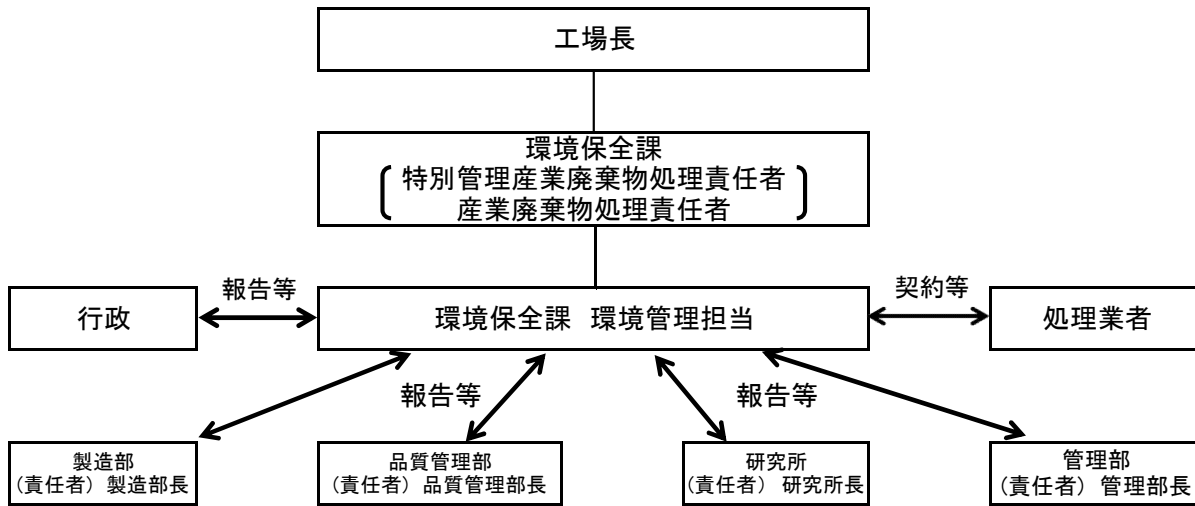 工場長
環境保全課
特別管理産業廃棄物処理責任者
産業廃棄物処理責任者
報告等
契約等
行政
環境保全課 環境管理担当
処理業者
報告等
報告等
製造部
(責任者) 製造部長
品質管理部
(責任者) 品質管理部長
研究所
(責任者) 研究所長
管理部
(責任者) 管理部長